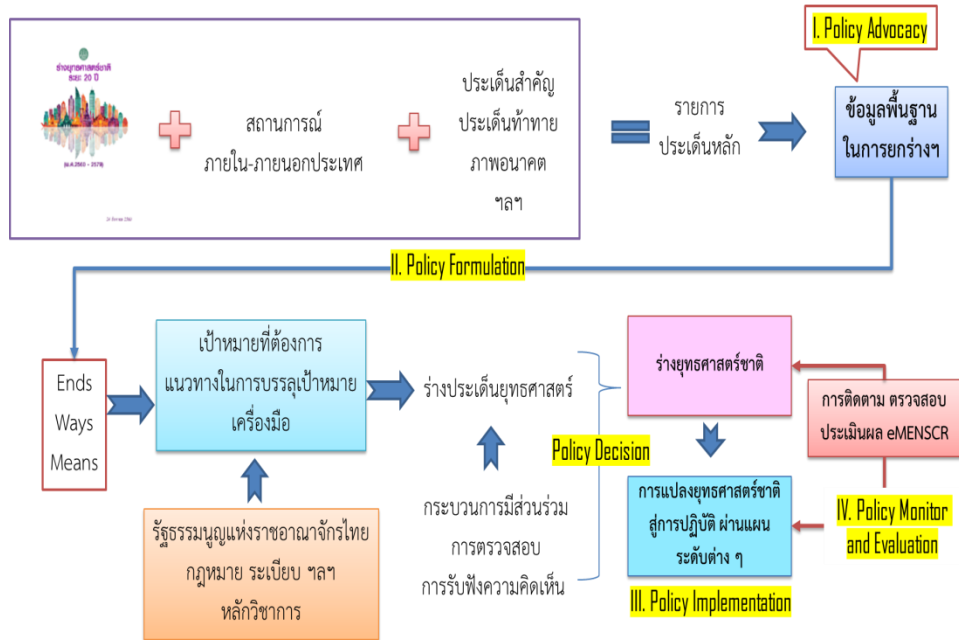 I. Policy Advocacy
ร่างยุทธศาสตร์ชาติ
ระยะ 20 ปี
(พ.ศ.2560 - 2579)
สถานการณ์
ภายใน-ภายนอกประเทศ
ประเด็นสำคัญ
ประเด็นท้าทาย
ภาพอนาคต
ฯลฯ
รายการ
ประเด็นหลัก
ข้อมูลพื้นฐาน
ในการยกร่างฯ
II. Policy Formulation
Ends
Ways
Means
เป้าหมายที่ต้องการ
แนวทางในการบรรลุเป้าหมาย
เครื่องมือ
รัฐธรรมนูญแห่งราชอาณาจักรไทย
กฎหมาย ระเบียบ ฯลฯ
หลักวิชาการ
ร่างประเด็นยุทธศาสตร์
กระบวนการมีส่วนร่วม
การตรวจสอบ
การรับฟังความคิดเห็น
Policy Decision
ร่างยุทธศาสตร์ชาติ
การแปลงยุทธศาสตร์ชาติ
สู่การปฏิบัติ ผ่านแผน
ระดับต่าง ๆ
III. Policy Implementation
การติดตาม ตรวจสอบ
ประเมินผล eMENSCR
IV. Policy Monitor
and Evaluation